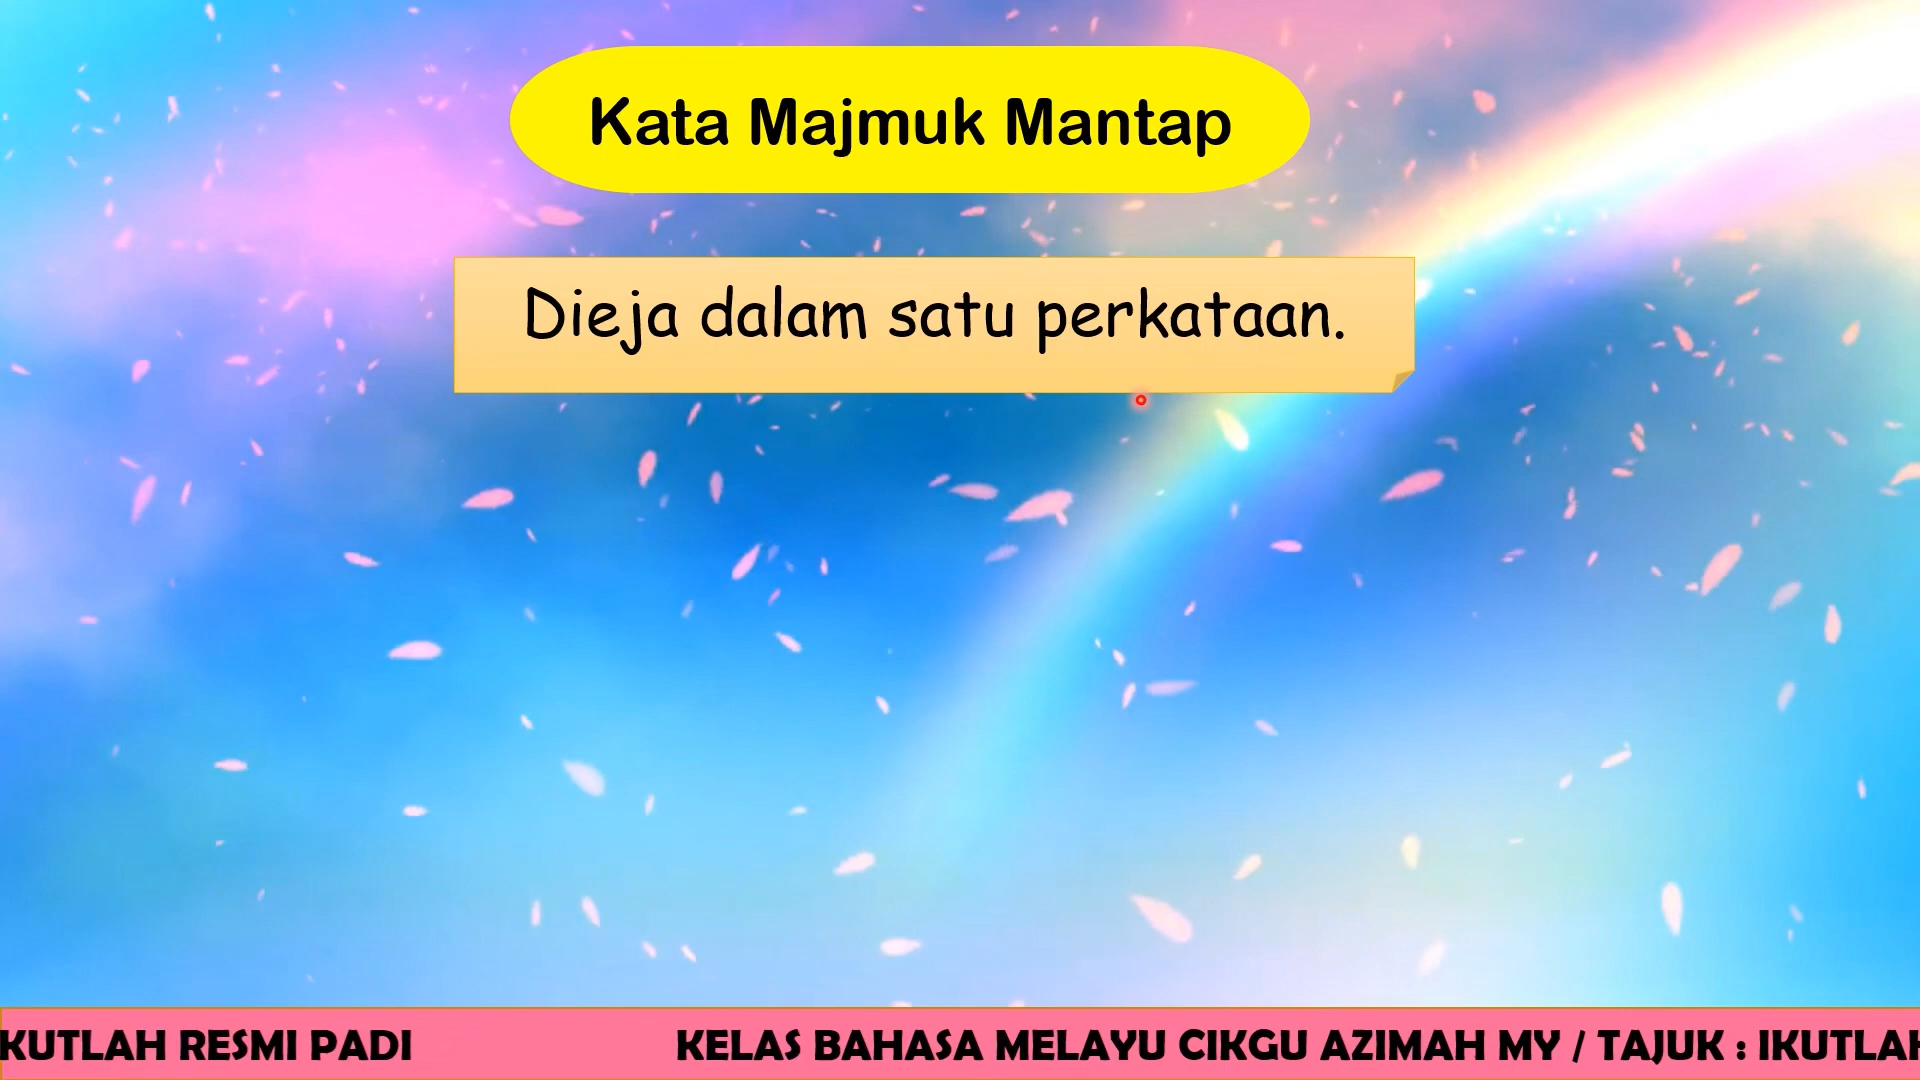 Kata Majmuk Mantap
Dieja dalam satu perkataan.
KUTLAH RESMI PADI KELAS BAHASA MELAYU CIKGU AZIMAH MY / TAJUK : IKUTLAH